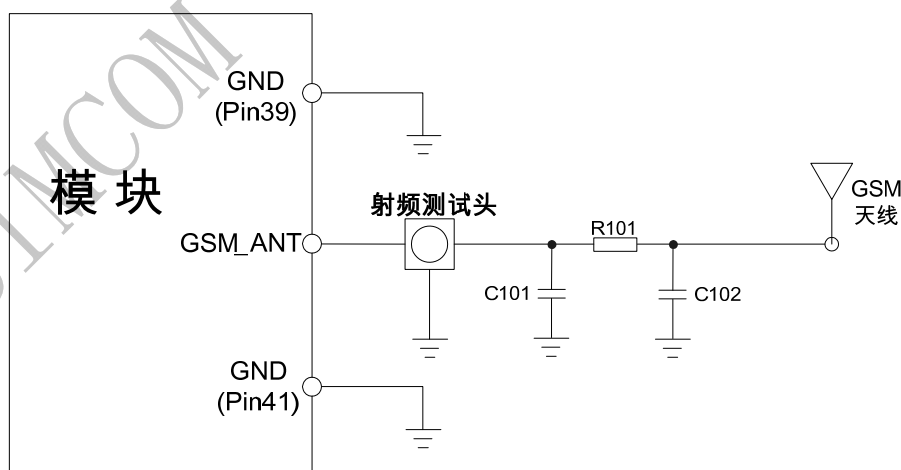 GND
(Pin39)
模 块
射频测试头
GSM
天线
GSM_ANT
R101
C101
C102
GND
(Pin41)
SIMCOM